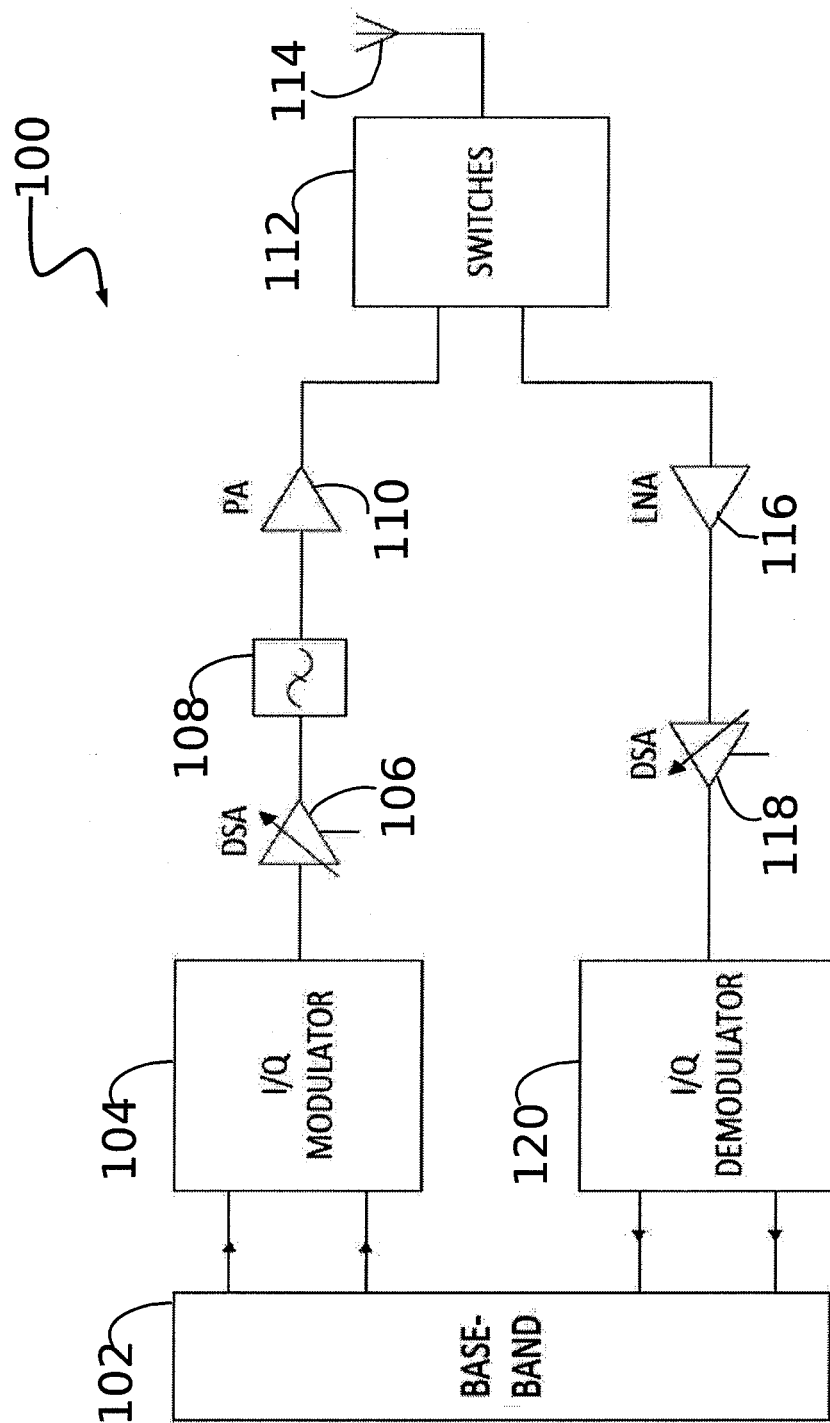 100
102
BASE-
BAND
104
I/Q
MODULATOR
DSA
106
108
PA
110
112
SWITCHES
114
LNA
116
DSA
118
120
I/Q
DEMODULATOR